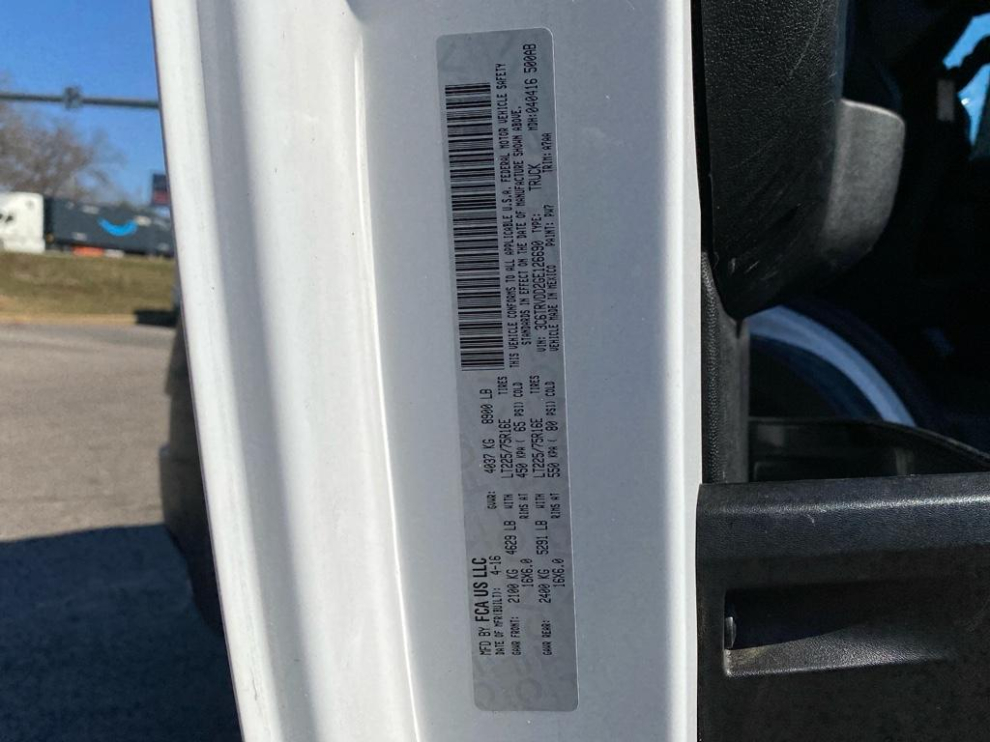 MFD BY FCA US LLC
DATE OF MFR(BUILT): 4-16 GVWR: 4037 KG 8900 LB
GAWR FRONT: 2100 KG 4629 LB WITH LT225/75R16E TIRES
16X6.0 RIMS AT 450 KPA ( 65 PSI) COLD
GAWR REAR: 2400 KG 5291 LB WITH LT225/75R16E TIRES
16X6.0 RIMS AT 550 KPA ( 80 PSI) COLD
THIS VEHICLE CONFORMS TO ALL APPLICABLE U.S.A. FEDERAL MOTOR VEHICLE SAFETY
STANDARDS IN EFFECT ON THE DATE OF MANUFACTURE SHOWN ABOVE.
VIN: 3C6TRVDD2GE126690 TYPE: TRUCK MDH:040416 500AB
VEHICLE MADE IN MEXICO PAINT: PW7 TRIM: A7AA